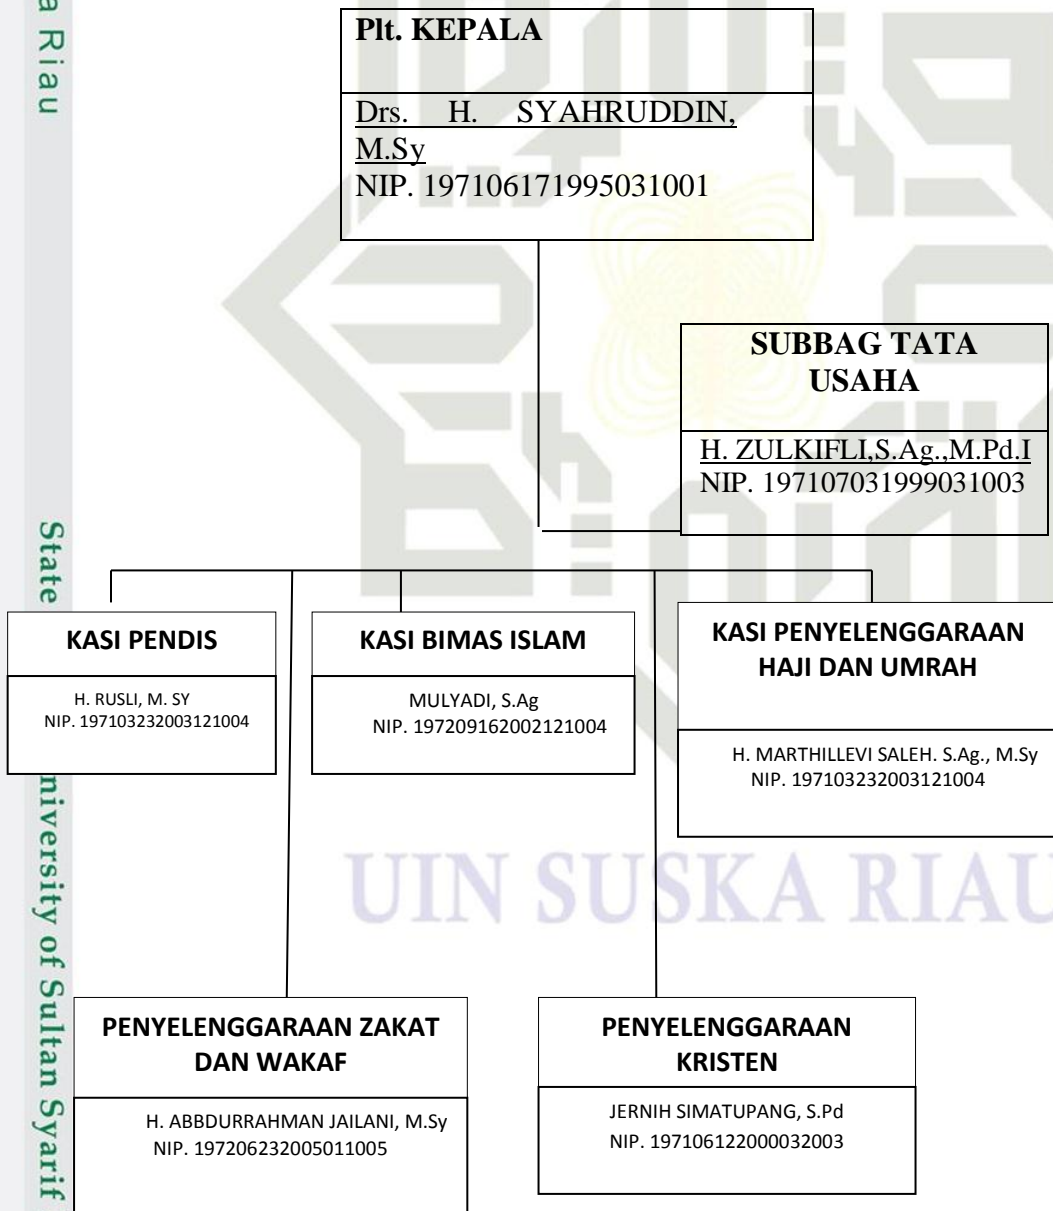 Plt. KEPALA
Drs. H. SYAHRUDDIN,
M.Sy
NIP. 197106171995031001
SUBBAG TATA
USAHA
H. ZULKIFLI,S.Ag.,M.Pd.I
NIP. 197107031999031003
KASI PENDIS
H. RUSLI, M. SY
NIP. 197103232003121004
KASI BIMAS ISLAM
MULYADI, S.Ag
NIP. 197209162002121004
KASI PENYELENGGARAAN
HAJI DAN UMRAH
H. MARTHILLEVI SALEH. S.Ag., M.Sy
NIP. 197103232003121004
UIN SUSKA RIAU
PENYELENGGARAAN ZAKAT
DAN WAKAF
H. ABBDURRAHMAN JAILANI, M.Sy
NIP. 197206232005011005
PENYELENGGARAAN
KRISTEN
JERNIH SIMATUPANG, S.Pd
NIP. 197106122000032003
a Riau
State niversity of Sultan Syarif